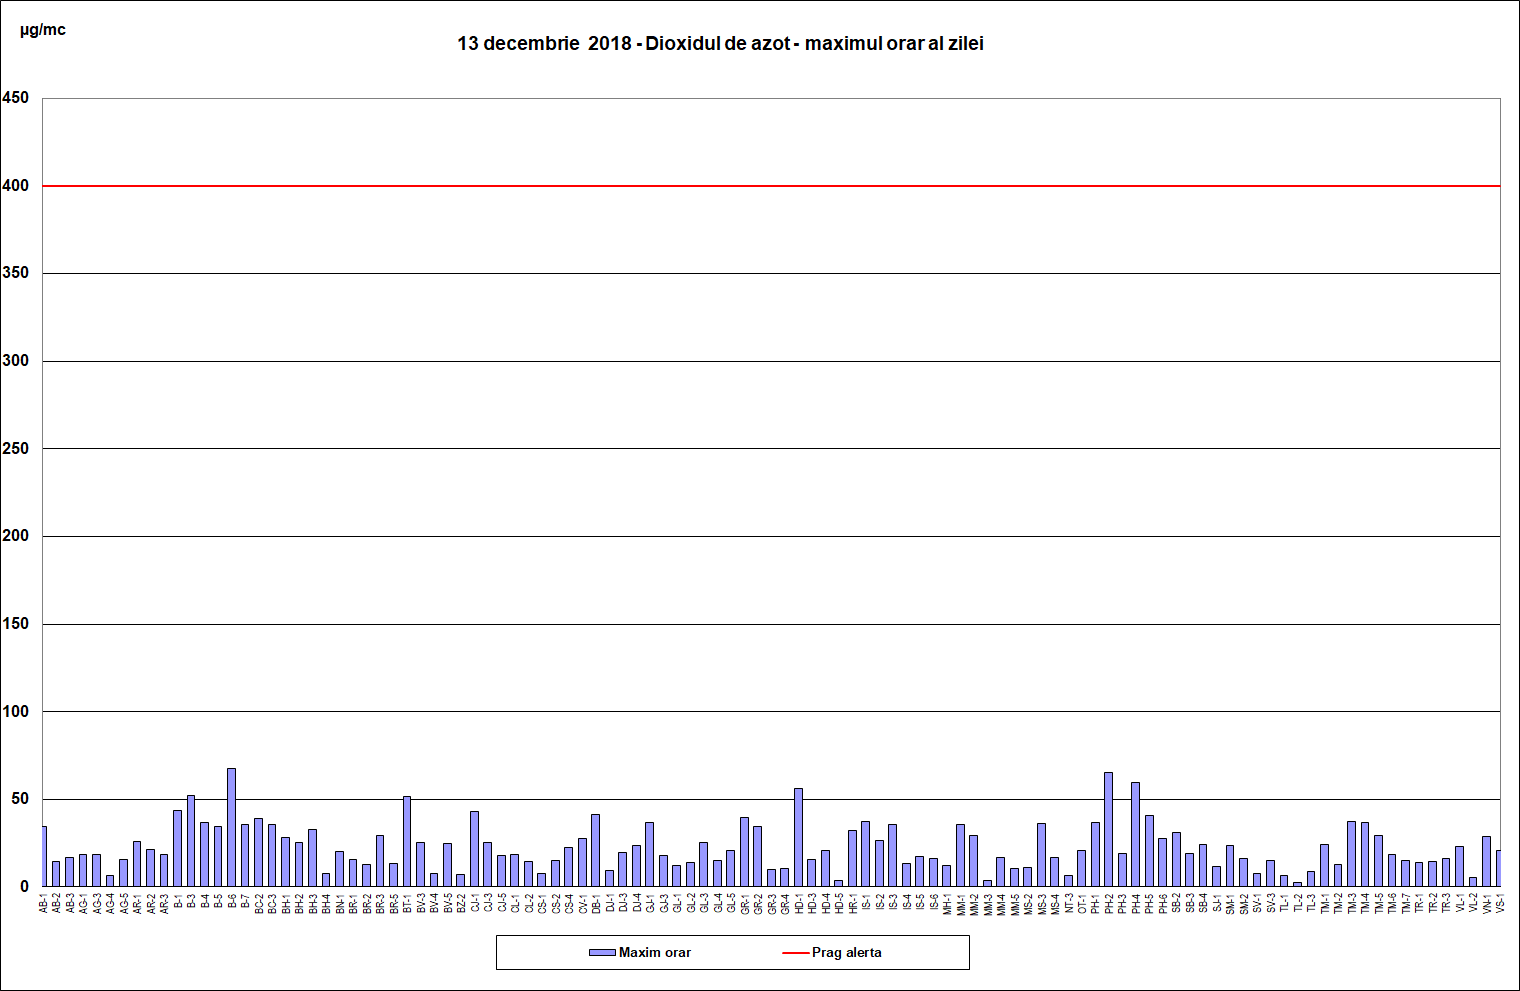 µg/mc
13 decembrie 2018 - Dioxidul de azot - maximul orar al zilei
450
400
350
300
250
200
150
100
50
0
AB-1 AB-2 AB-3 AG-1 AG-3 AG-4 AG-5 AR-1 AR-2 AR-3 B-1 B-3 B-4 B-5 B-6 B-7 BC-2 BC-3 BH-1 BH-2 BH-3 BH-4 BN-1 BR-1 BR-2 BR-3 BR-5 BT-1 BV-3 BV-4 BV-5 BZ-2 CJ-1 CJ-3 CJ-5 CL-1 CL-2 CS-1 CS-2 CS-4 CV-1 DB-1 DJ-1 DJ-3 DJ-4 GJ-1 GJ-3 GL-1 GL-2 GL-3 GL-4 GL-5 GR-1 GR-2 GR-3 GR-4 HD-1 HD-3 HD-4 HD-5 HR-1 IS-1 IS-2 IS-3 IS-4 IS-5 IS-6 MH-1 MM-1 MM-2 MM-3 MM-4 MM-5 MS-2 MS-3 MS-4 NT-3 OT-1 PH-1 PH-2 PH-3 PH-4 PH-5 PH-6 SB-2 SB-3 SB-4 SJ-1 SM-1 SM-2 SV-1 SV-3 TL-1 TL-2 TL-3 TM-1 TM-2 TM-3 TM-4 TM-5 TM-6 TM-7 TR-1 TR-2 TR-3 VL-1 VL-2 VN-1 VS-1
Maxim orar
Prag alerta